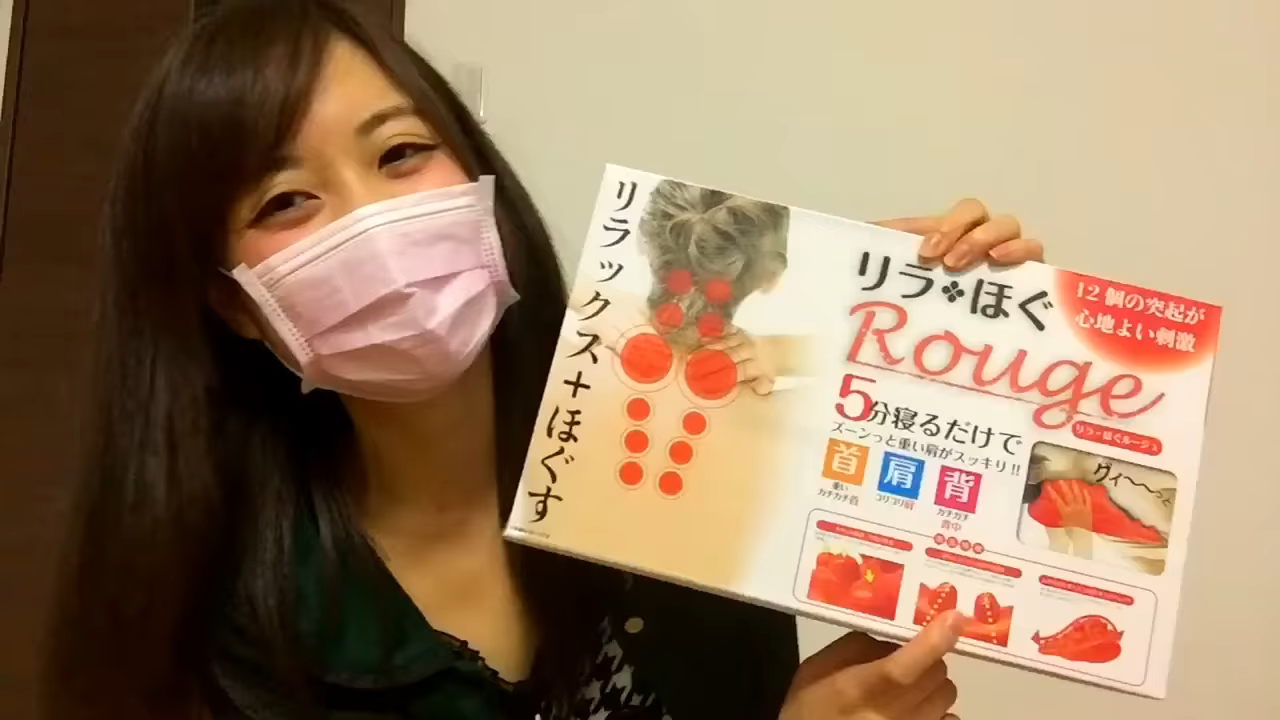 リラックス+ほぐす
リラ❖ほぐ
Rouge
リラ・ほぐルージュ
12個の突起が
心地よい刺激
5分寝るだけで
ズーンっと重い肩がスッキリ!!
首
重い
カチカチ首
肩
コリコリ肩
背
カチカチ
背中
グィ〜〜っと